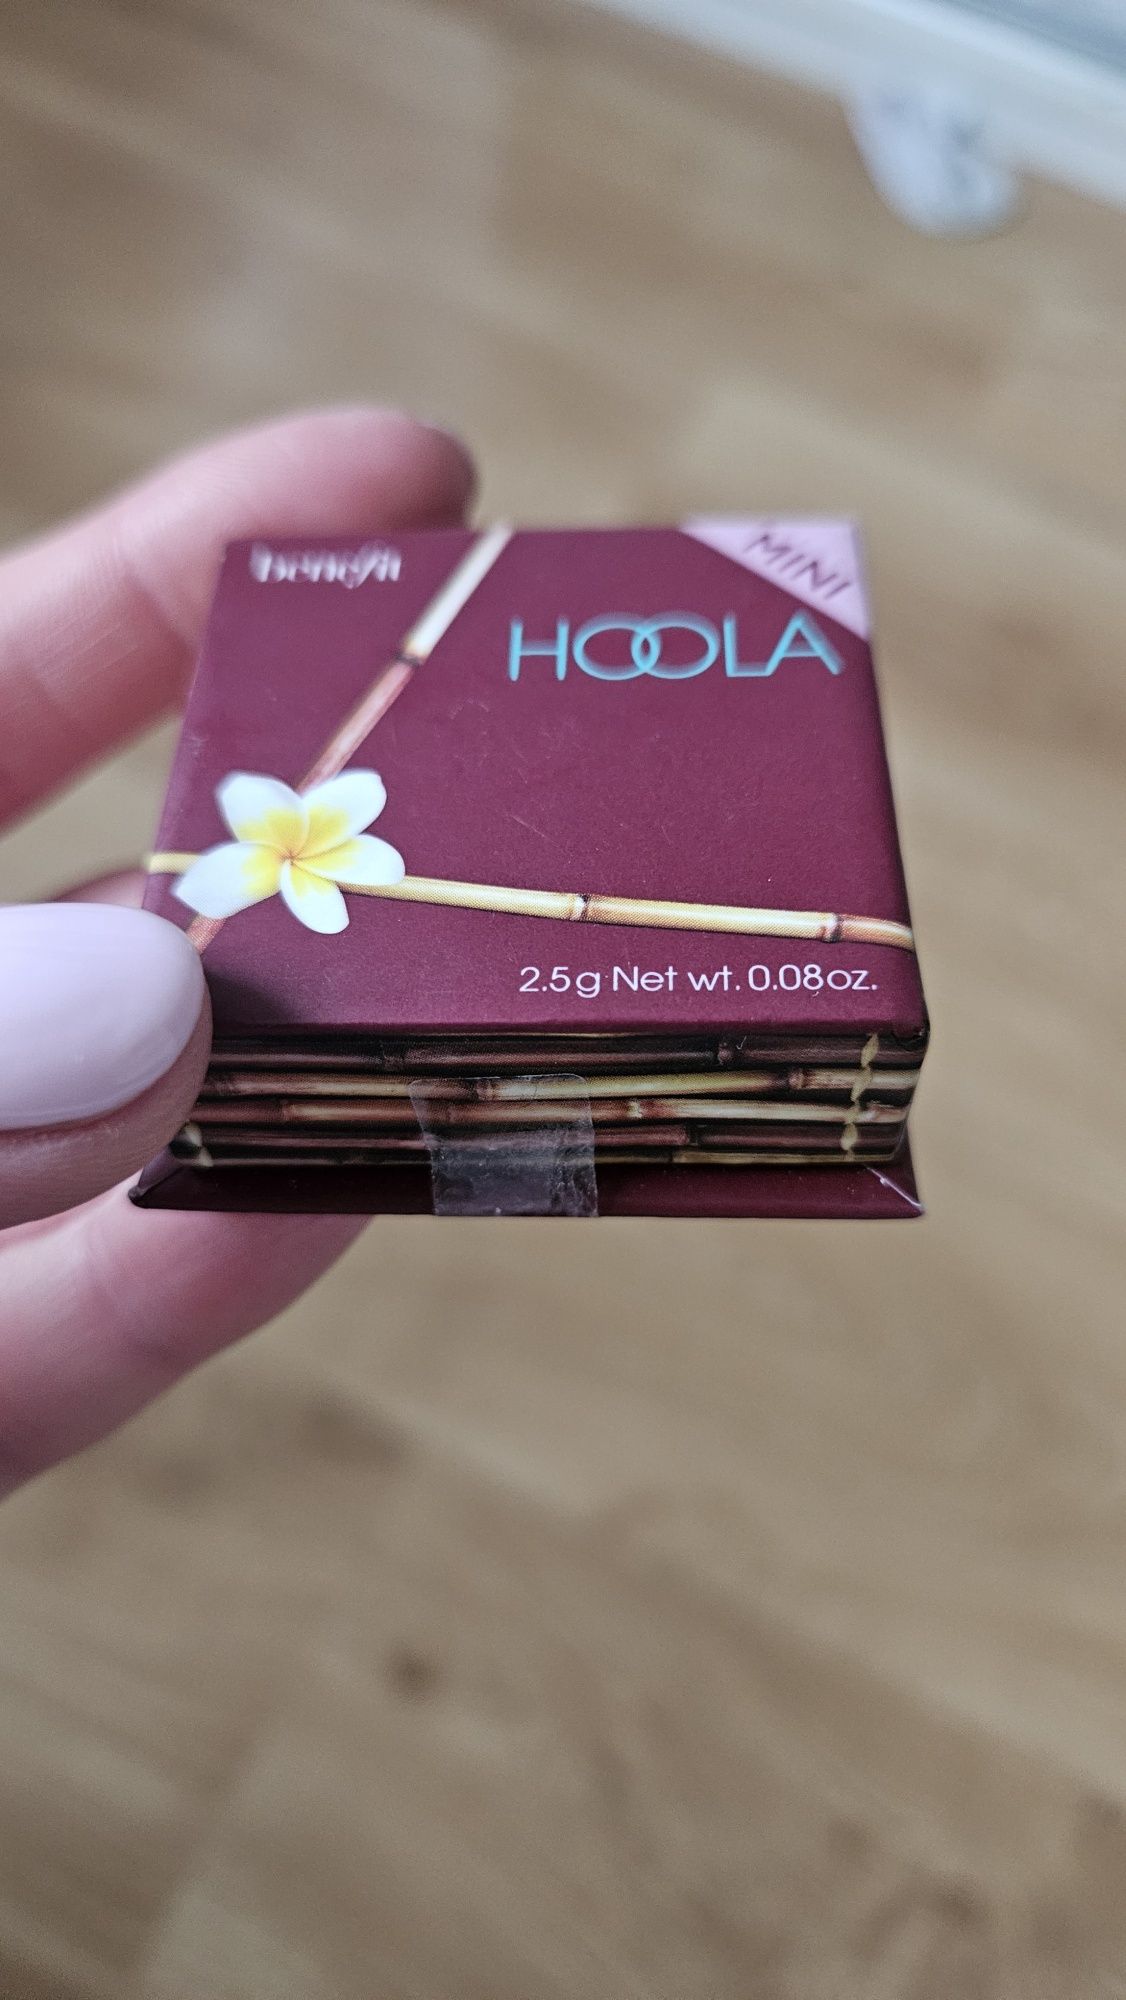 benefit
MINI
HOOLA
2.5g Net wt. 0.08oz.